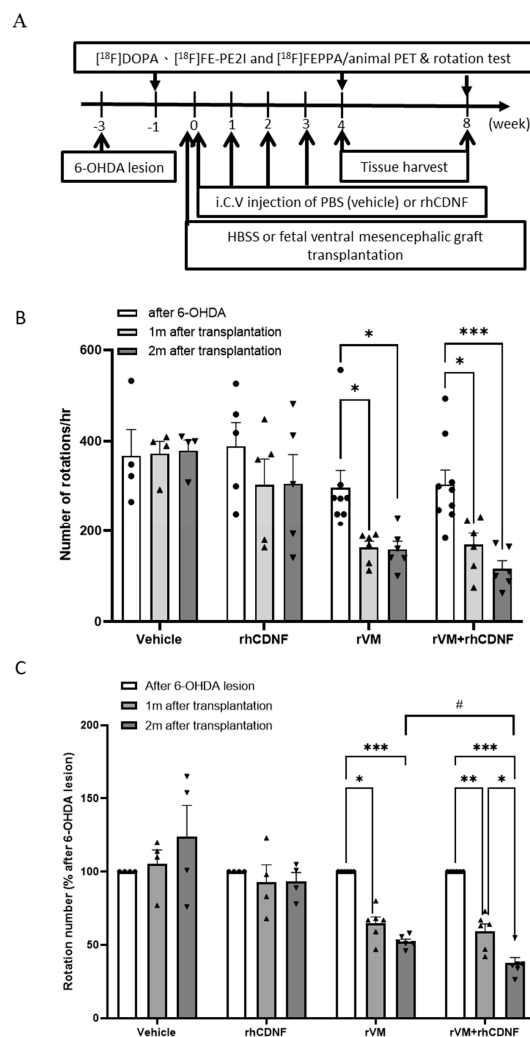 A
[¹⁸F]DOPA、[¹⁸F]FE-PE2I and [¹⁸F]FEPPA/animal PET & rotation test
-3 -1 0 1 2 3 4 8 (week)
6-OHDA lesion
Tissue harvest
i.C.V injection of PBS (vehicle) or rhCDNF
HBSS or fetal ventral mesencephalic graft
transplantation
B
after 6-OHDA
1m after transplantation
2m after transplantation
Number of rotations/hr
600
400
200
0
* * * ***
Vehicle rhCDNF rVM rVM+rhCDNF
C
After 6-OHDA lesion
1m after transplantation
2m after transplantation
Rotation number (% after 6-OHDA lesion)
200
150
100
50
0
#
*** ***
* ** *
Vehicle rhCDNF rVM rVM+rhCDNF